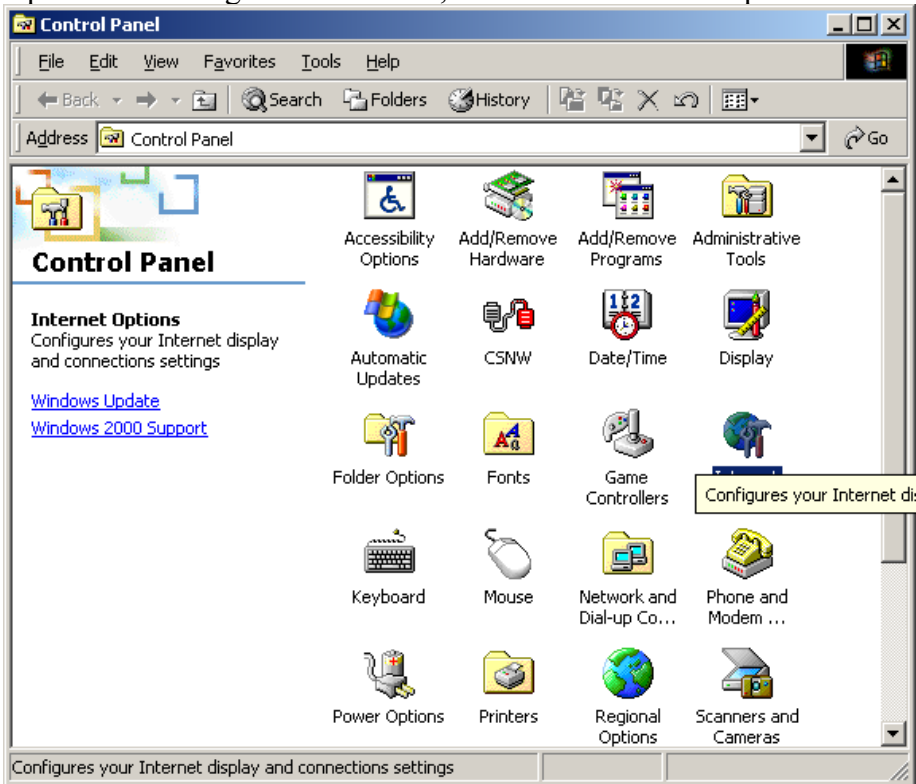 Control Panel
File Edit View Favorites Tools Help
Back Search Folders History
Address Control Panel Go
Control Panel
Internet Options
Configures your Internet display
and connections settings
Windows Update
Windows 2000 Support
Accessibility
Options
Add/Remove
Hardware
Add/Remove
Programs
Administrative
Tools
Automatic
Updates
CSNW
Date/Time
Display
Folder Options
Fonts
Game
Controllers
Configures your Internet dis
Keyboard
Mouse
Network and
Dial-up Co...
Phone and
Modem ...
Power Options
Printers
Regional
Options
Scanners and
Cameras
Configures your Internet display and connections settings